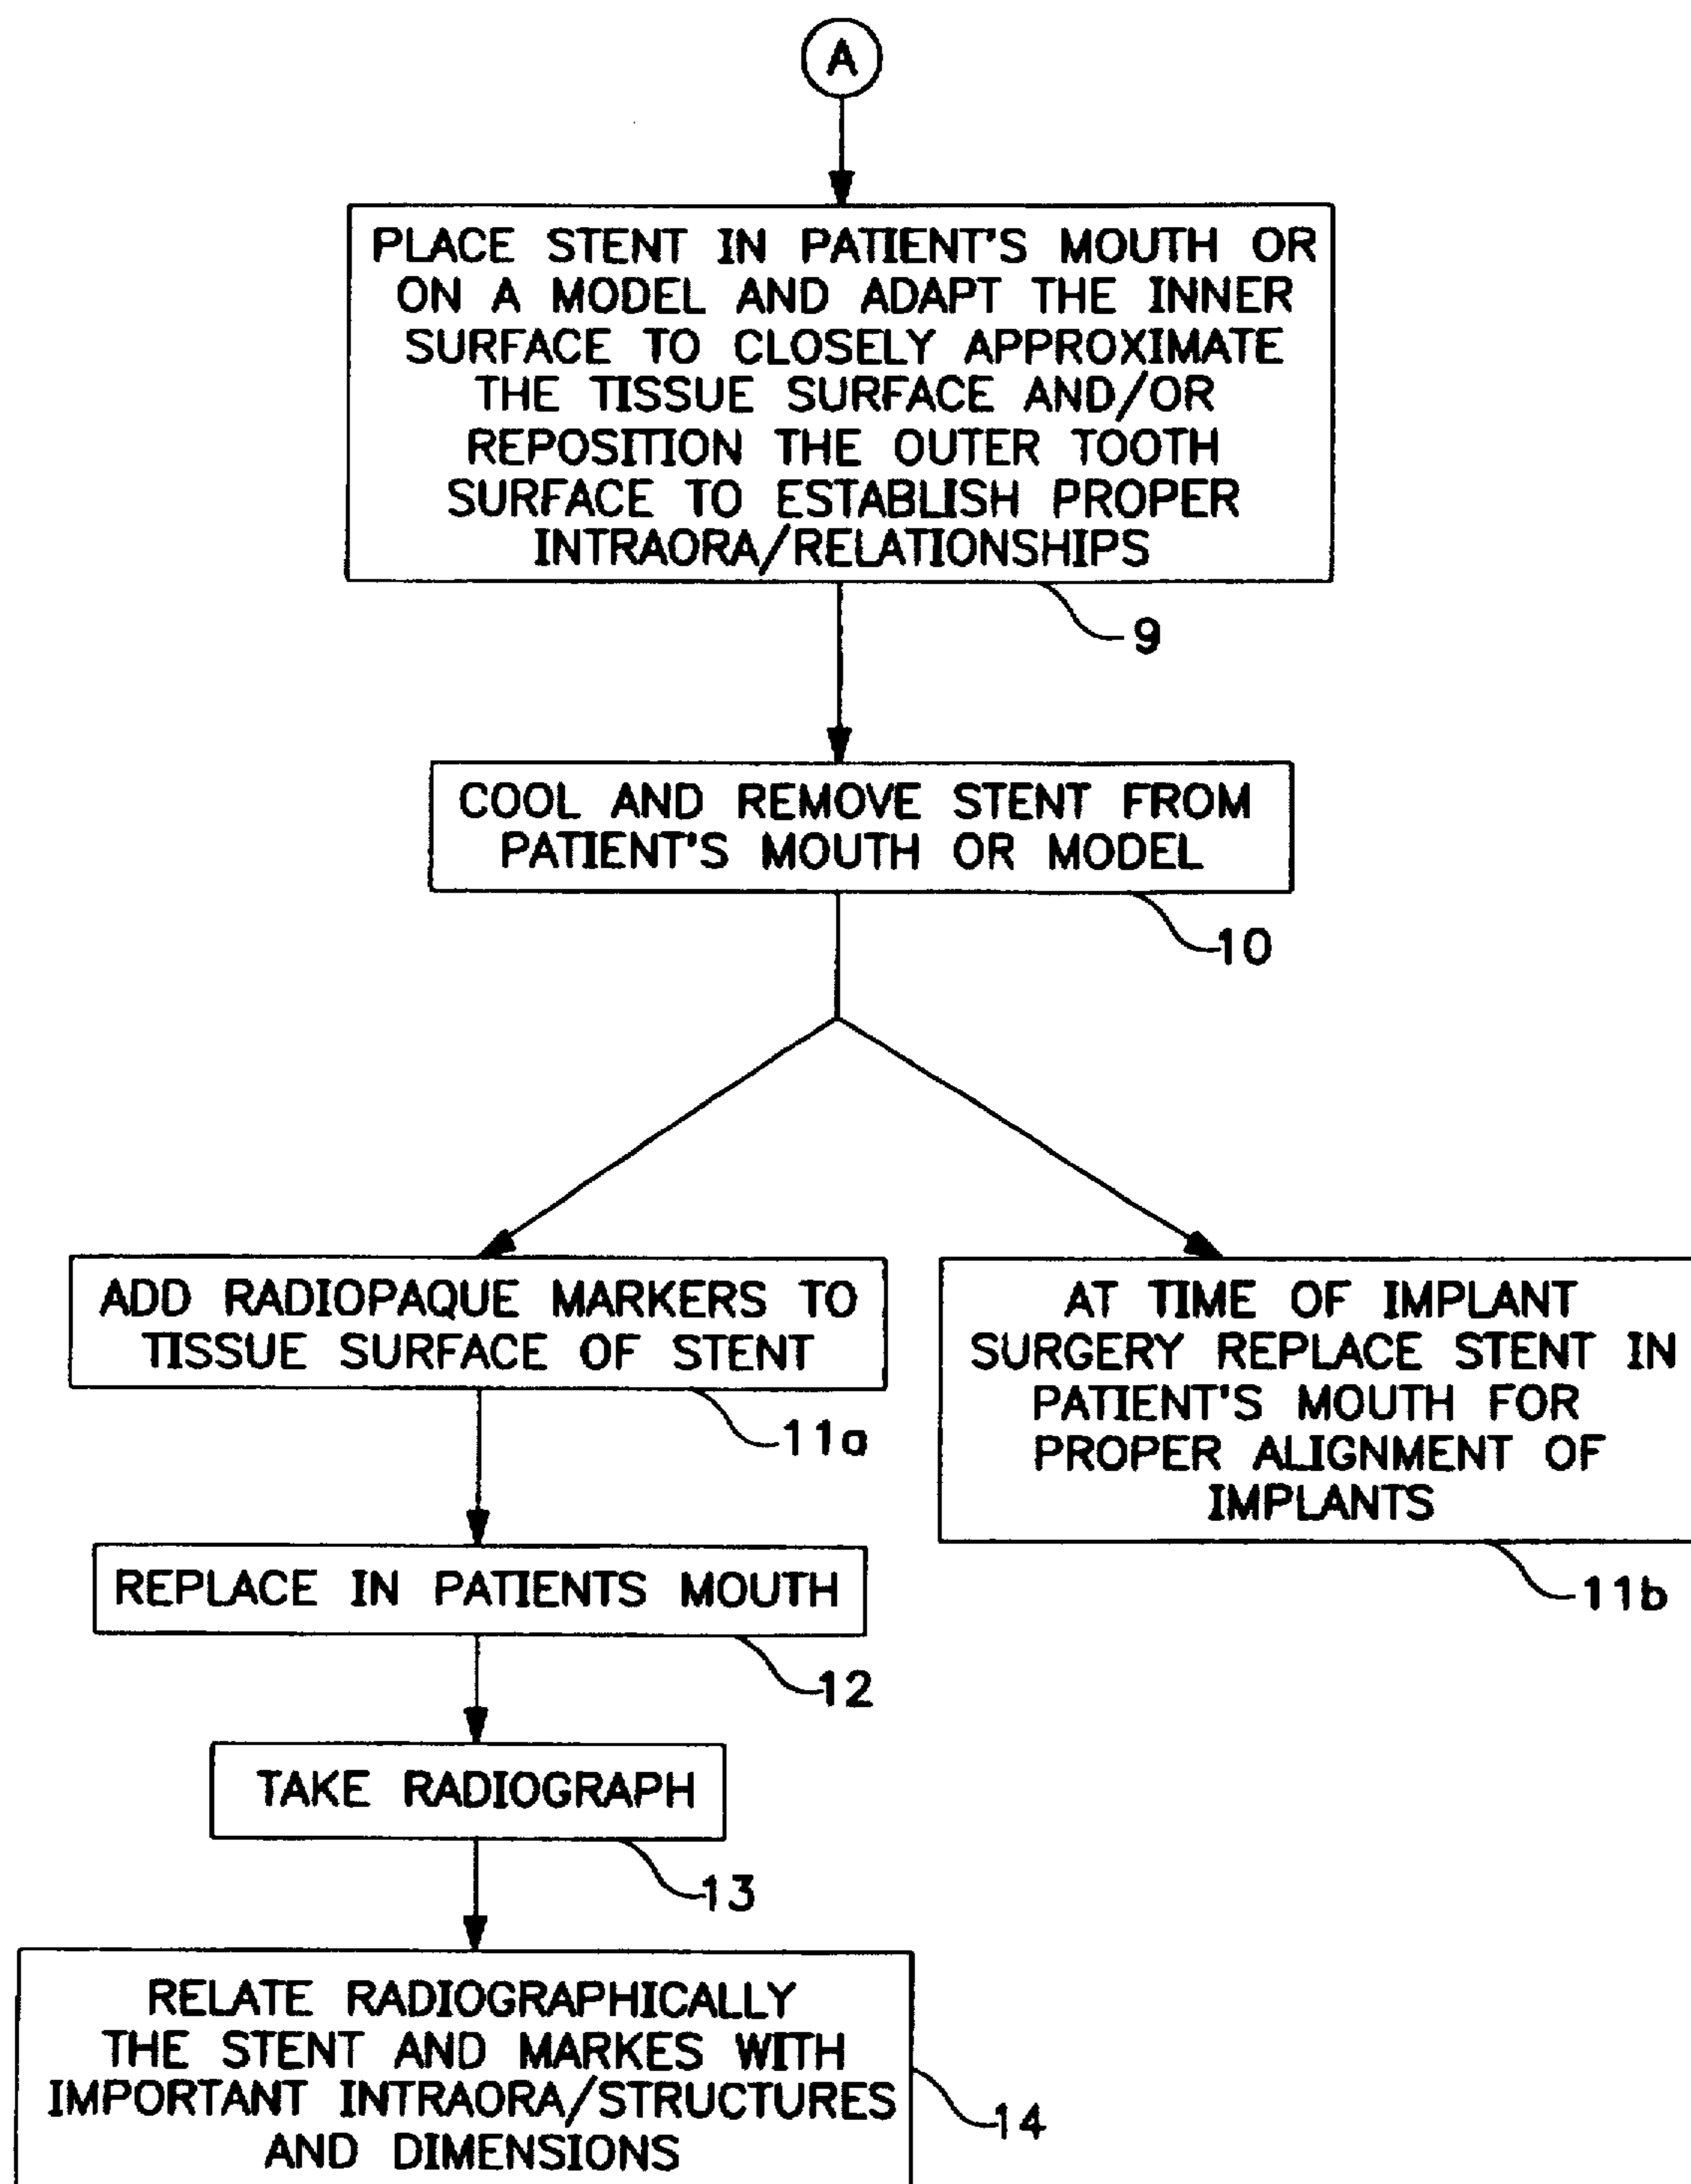 A
PLACE STENT IN PATIENT'S MOUTH OR
ON A MODEL AND ADAPT THE INNER
SURFACE TO CLOSELY APPROXIMATE
THE TISSUE SURFACE AND/OR
REPOSITION THE OUTER TOOTH
SURFACE TO ESTABLISH PROPER
INTRAORA/RELATIONSHIPS
9
COOL AND REMOVE STENT FROM
PATIENT'S MOUTH OR MODEL
10
ADD RADIOPAQUE MARKERS TO
TISSUE SURFACE OF STENT
11a
AT TIME OF IMPLANT
SURGERY REPLACE STENT IN
PATIENT'S MOUTH FOR
PROPER ALIGNMENT OF
IMPLANTS
11b
REPLACE IN PATIENTS MOUTH
12
TAKE RADIOGRAPH
13
RELATE RADIOGRAPHICALLY
THE STENT AND MARKES WITH
IMPORTANT INTRAORA/STRUCTURES
AND DIMENSIONS
14